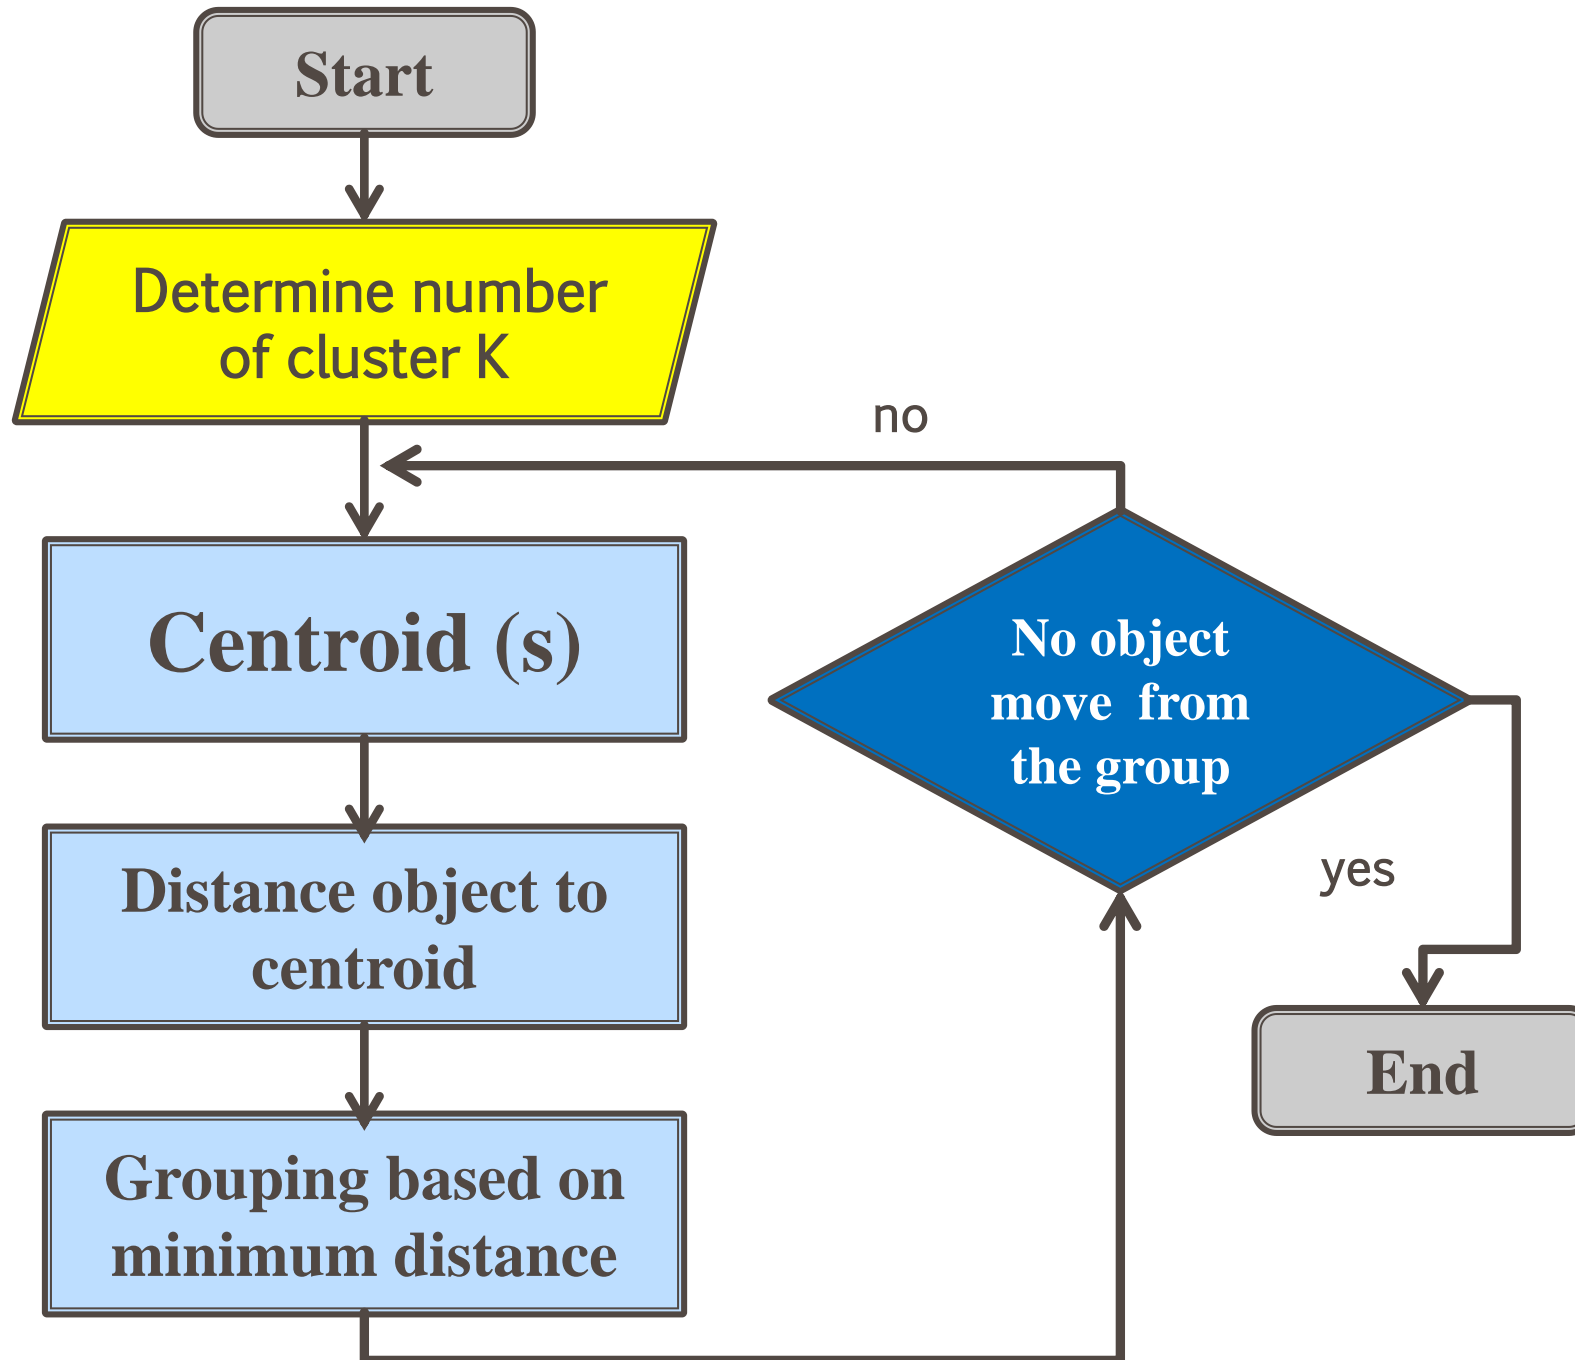 Start
Determine number
of cluster K
no
Centroid (s)
No object
move from
the group
Distance object to
centroid
yes
End
Grouping based on
minimum distance